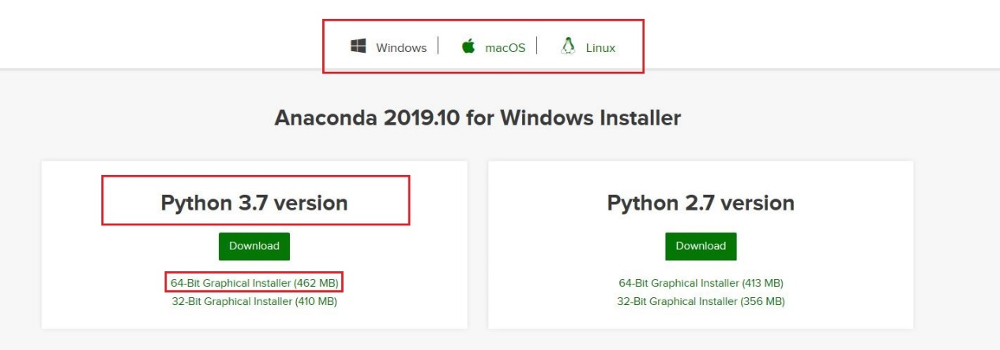 Windows macOS Linux
Anaconda 2019.10 for Windows Installer
Python 3.7 version
Download
64-Bit Graphical Installer (462 MB)
32-Bit Graphical Installer (410 MB)
Python 2.7 version
Download
64-Bit Graphical Installer (413 MB)
32-Bit Graphical Installer (356 MB)